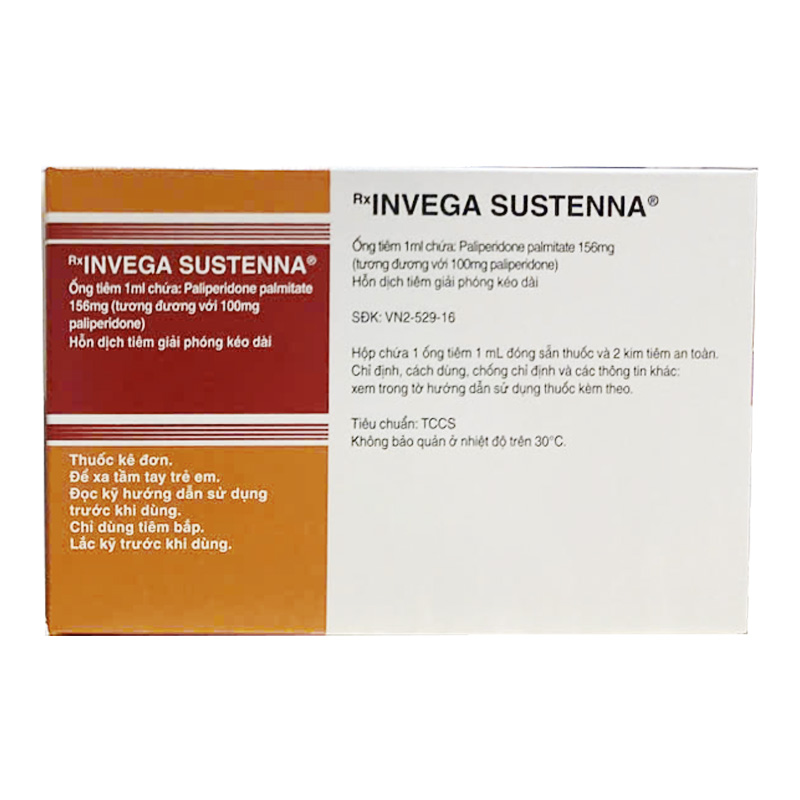 RxINVEGA SUSTENNA®
Ống tiêm 1ml chứa: Paliperidone palmitate
156mg (tương đương với 100mg
paliperidone)
Hỗn dịch tiêm giải phóng kéo dài
Thuốc kê đơn.
Để xa tầm tay trẻ em.
Đọc kỹ hướng dẫn sử dụng
trước khi dùng.
Chỉ dùng tiêm bắp.
Lắc kỹ trước khi dùng.
RxINVEGA SUSTENNA®
Ống tiêm 1ml chứa: Paliperidone palmitate 156mg
(tương đương với 100mg paliperidone)
Hỗn dịch tiêm giải phóng kéo dài
SĐK: VN2-529-16
Hộp chứa 1 ống tiêm 1 mL đóng sẵn thuốc và 2 kim tiêm an toàn.
Chỉ định, cách dùng, chống chỉ định và các thông tin khác:
xem trong tờ hướng dẫn sử dụng thuốc kèm theo.
Tiêu chuẩn: TCCS
Không bảo quản ở nhiệt độ trên 30°C.